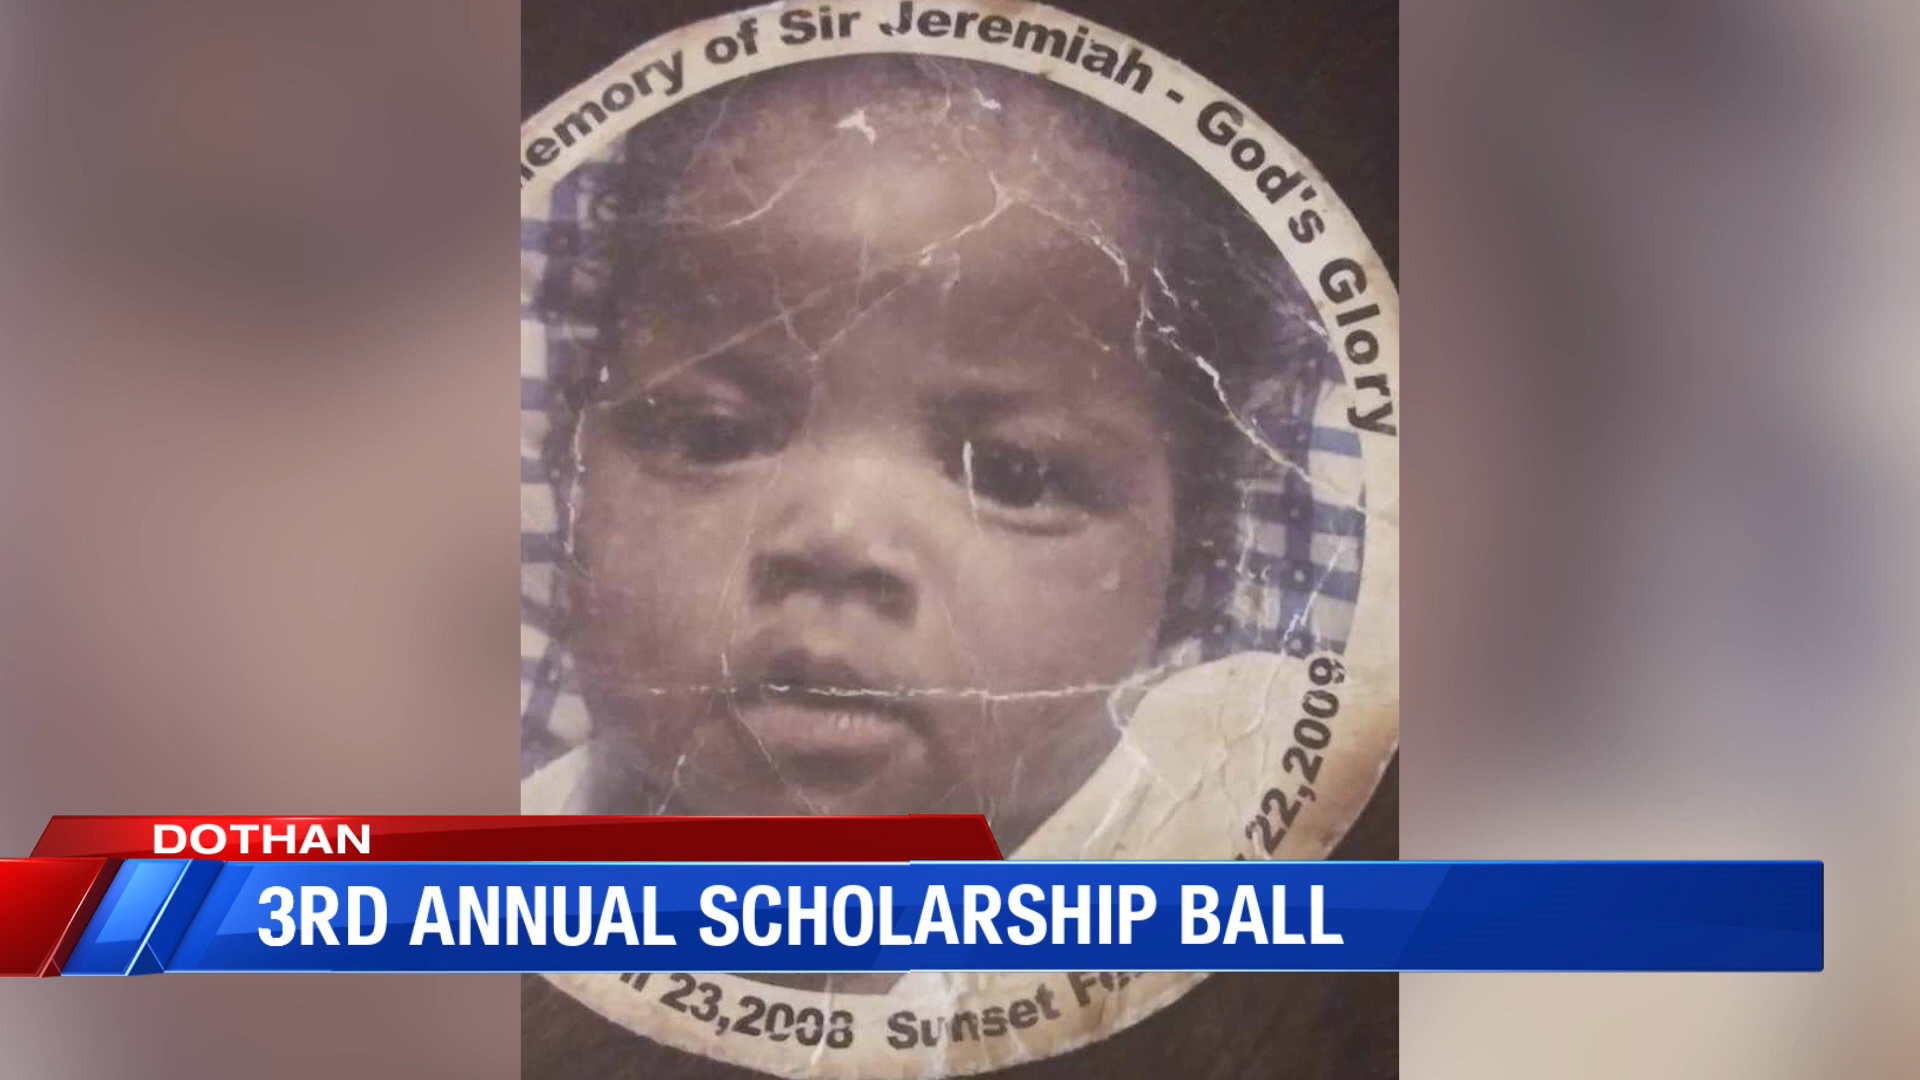 emory of Sir Jeremiah - God's Glory
22,2009
DOTHAN
3RD ANNUAL SCHOLARSHIP BALL
23,2008 Sunset